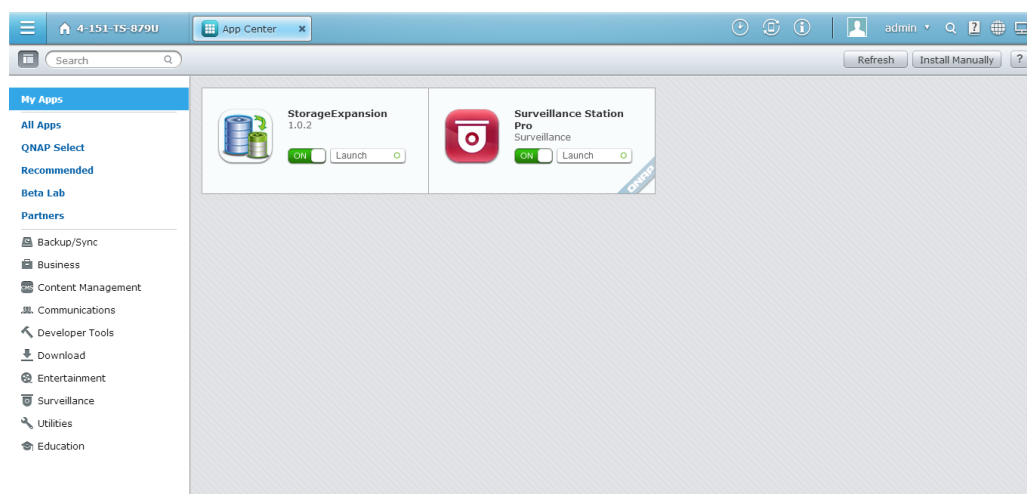 4-151-TS-879U
App Center
admin
Search
Refresh
Install Manually
?
My Apps
All Apps
QNAP Select
Recommended
Beta Lab
Partners
Backup/Sync
Business
CMS Content Management
Communications
Developer Tools
Download
Entertainment
Surveillance
Utilities
Education
StorageExpansion
1.0.2
ON
Launch
Surveillance Station
Pro
Surveillance
ON
Launch
QNAP